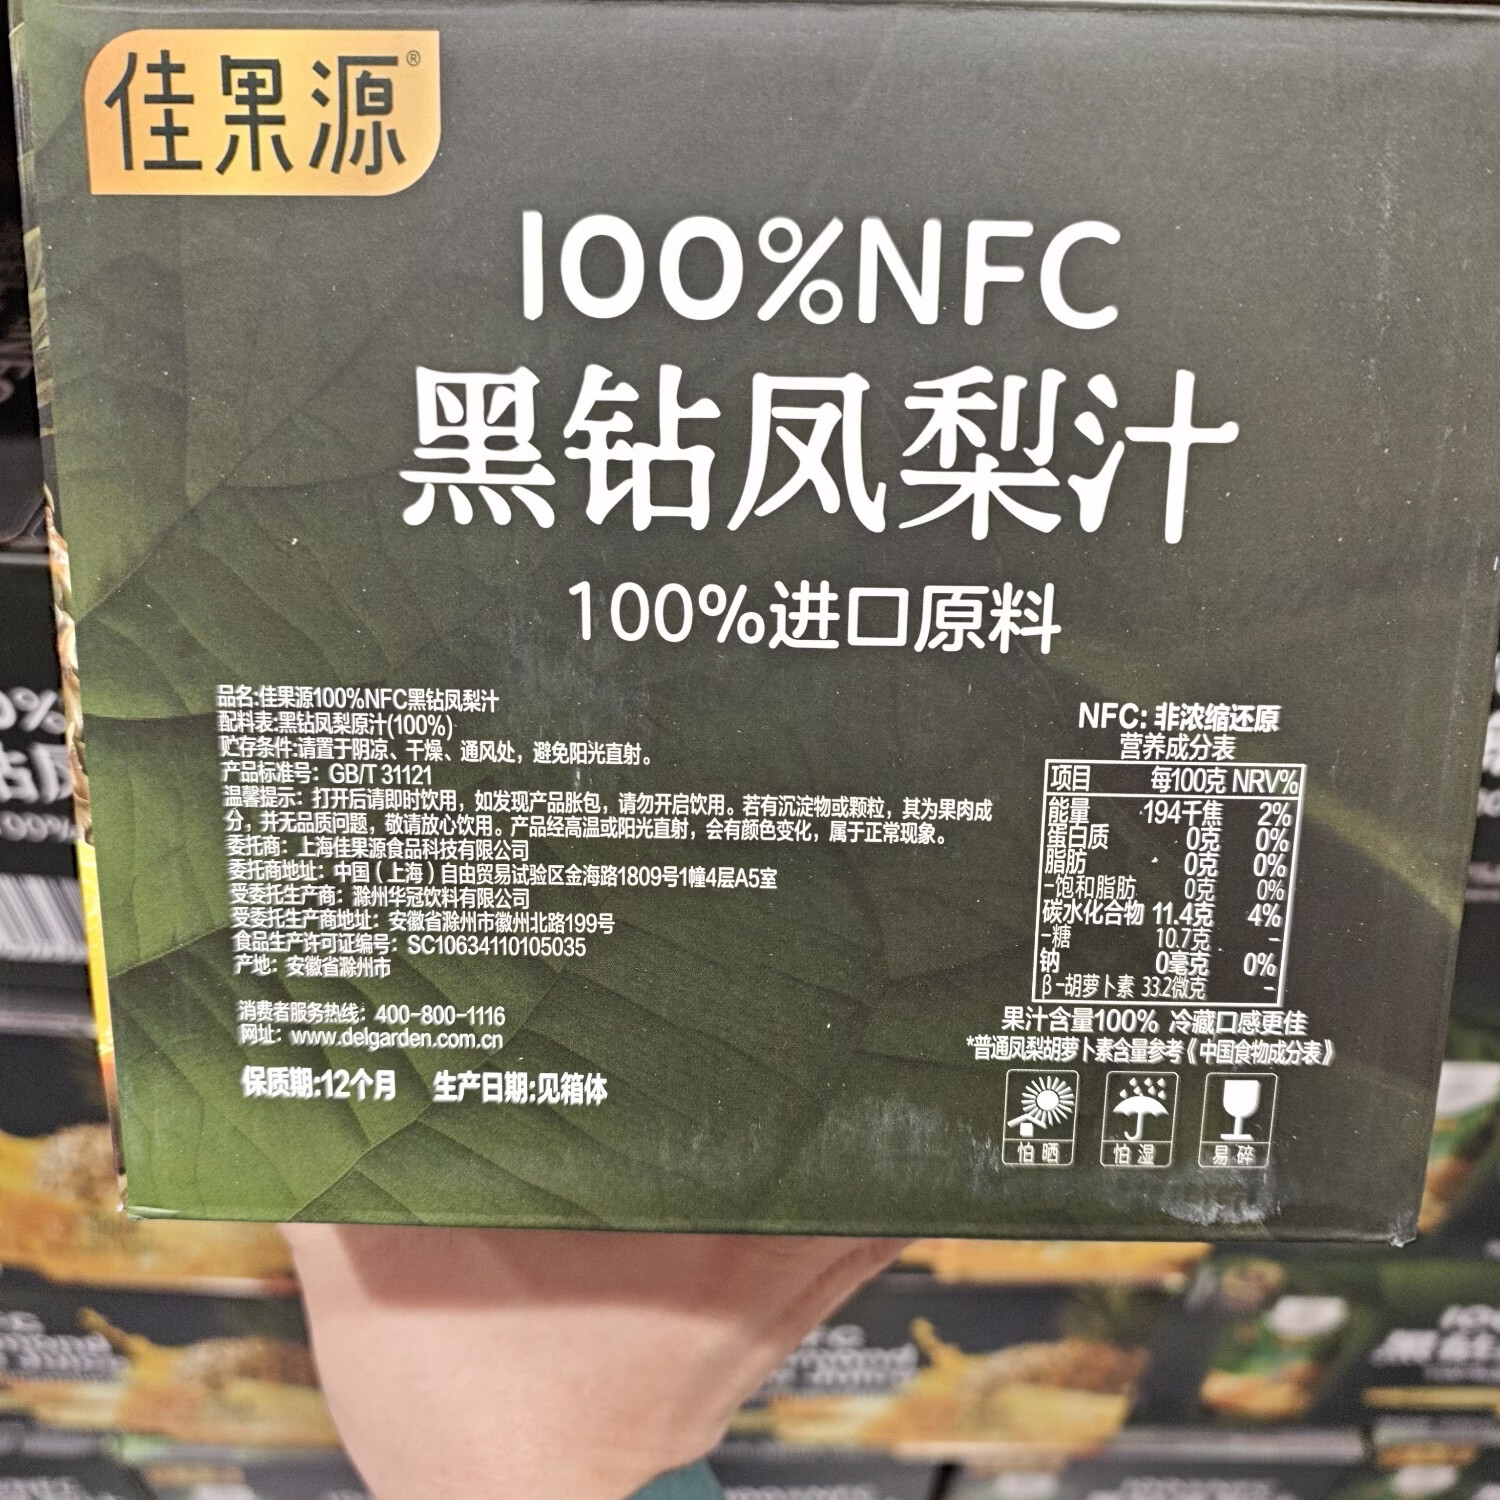 佳果源®
100%NFC
黑钻凤梨汁
100%进口原料
品名:佳果源100%NFC黑钻凤梨汁
配料表:黑钻凤梨原汁(100%)
贮存条件:请置于阴凉、干燥、通风处，避免阳光直射。
产品标准号：GB/T 31121
温馨提示：打开后请即时饮用，如发现产品胀包，请勿开启饮用。若有沉淀物或颗粒，其为果肉成
分，并无品质问题，敬请放心饮用。产品经高温或阳光直射，会有颜色变化，属于正常现象。
委托商：上海佳果源食品科技有限公司
委托商地址：中国（上海）自由贸易试验区金海路1809号1幢4层A5室
受委托生产商：滁州华冠饮料有限公司
受委托生产商地址：安徽省滁州市徽州北路199号
食品生产许可证编号：SC10634110105035
产地：安徽省滁州市
消费者服务热线：400-800-1116
网址：www.delgarden.com.cn
保质期:12个月 生产日期:见箱体
NFC: 非浓缩还原
营养成分表
项目 每100克 NRV%
能量 194千焦 2%
蛋白质 0克 0%
脂肪 0克 0%
-饱和脂肪 0克 0%
碳水化合物 11.4克 4%
-糖 10.7克 -
钠 0毫克 0%
β-胡萝卜素 33.2微克 -
果汁含量100% 冷藏口感更佳
*普通凤梨胡萝卜素含量参考《中国食物成分表》
怕晒 怕湿 易碎